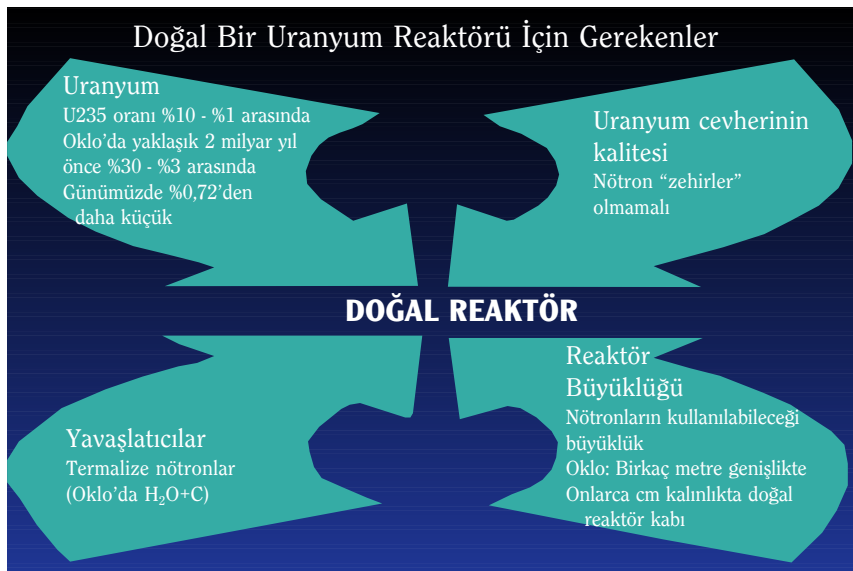 Doğal Bir Uranyum Reaktörü İçin Gerekenler
Uranyum
U235 oranı %10 - %1 arasında
Oklo’da yaklaşık 2 milyar yıl
önce %30 - %3 arasında
Günümüzde %0,72’den
daha küçük
Uranyum cevherinin
kalitesi
Nötron “zehirler”
olmamalı
DOĞAL REAKTÖR
Yavaşlatıcılar
Termalize nötronlar
(Oklo’da H₂O+C)
Reaktör
Büyüklüğü
Nötronların kullanılabileceği
büyüklük
Oklo: Birkaç metre genişlikte
Onlarca cm kalınlıkta doğal
reaktör kabı